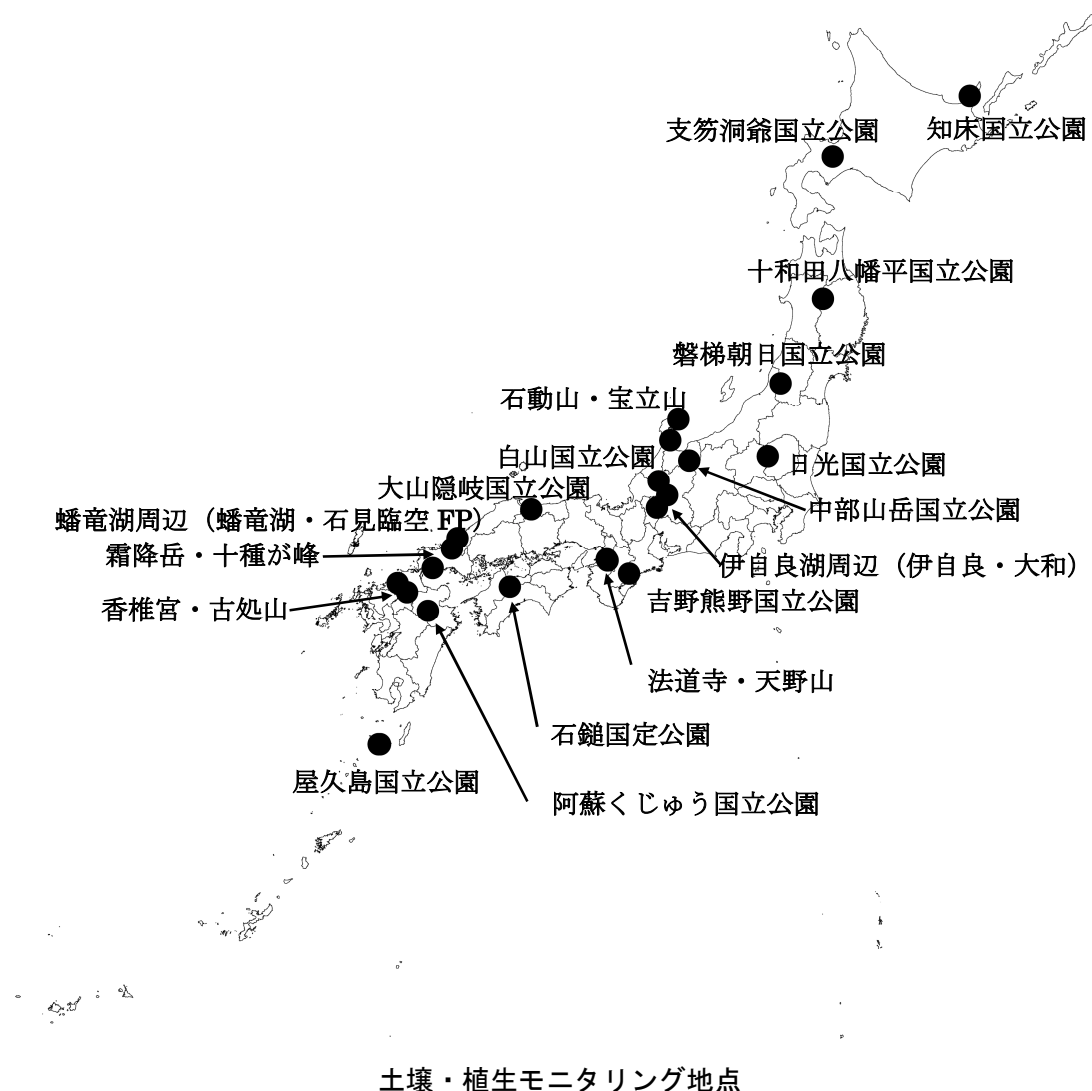 支笏洞爺国立公園
知床国立公園
十和田八幡平国立公園
磐梯朝日国立公園
石動山・宝立山
白山国立公園
日光国立公園
大山隠岐国立公園
中部山岳国立公園
蟠竜湖周辺（蟠竜湖・石見臨空 FP）
霜降岳・十種が峰
伊自良湖周辺（伊自良・大和）
香椎宮・古処山
吉野熊野国立公園
法道寺・天野山
石鎚国定公園
屋久島国立公園
阿蘇くじゅう国立公園
土壌・植生モニタリング地点